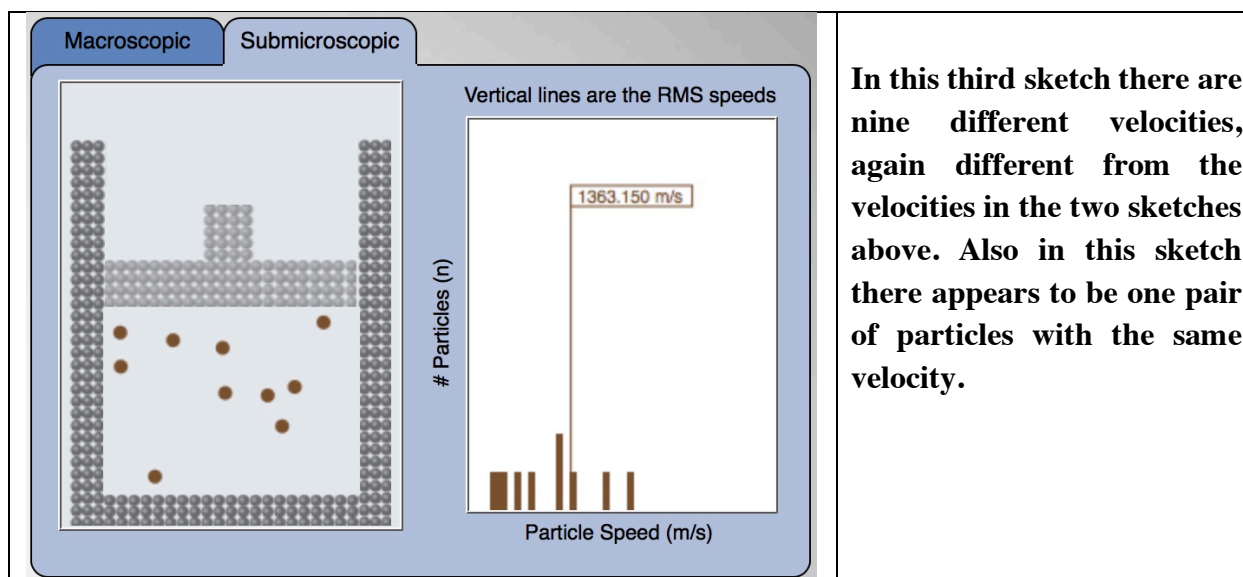 Macroscopic
Submicroscopic
Vertical lines are the RMS speeds
1363.150 m/s
# Particles (n)
Particle Speed (m/s)
In this third sketch there are
nine different velocities,
again different from the
velocities in the two sketches
above. Also in this sketch
there appears to be one pair
of particles with the same
velocity.